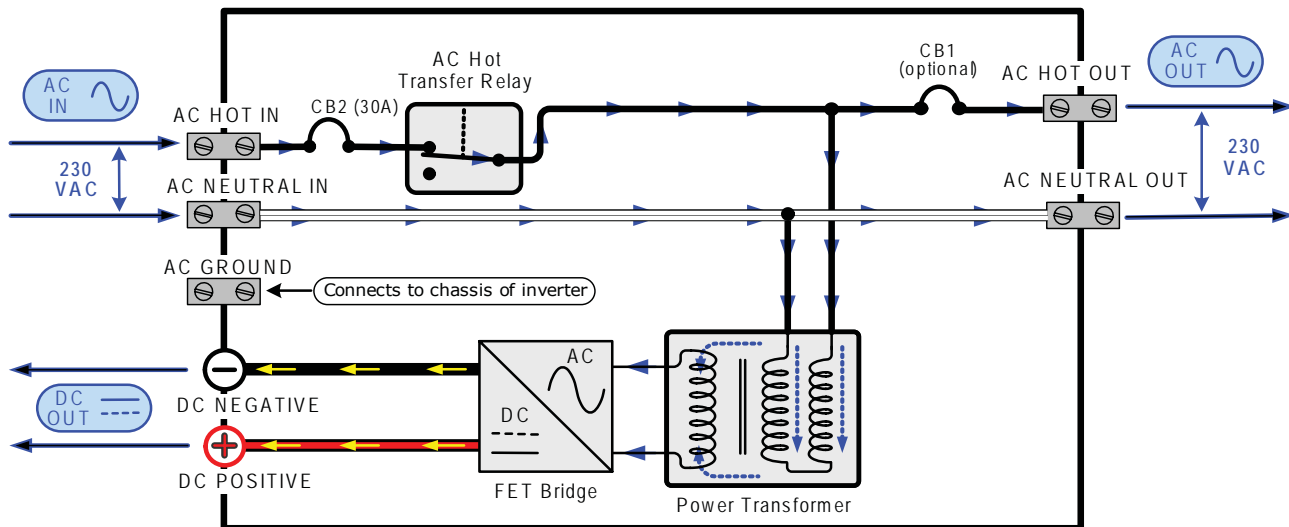 AC
IN
AC HOT IN
CB2 (30A)
AC Hot
Transfer Relay
CB1
(optional)
AC HOT OUT
AC
OUT
230
VAC
AC NEUTRAL IN
AC NEUTRAL OUT
230
VAC
AC GROUND
Connects to chassis of inverter
DC NEGATIVE
DC
OUT
DC POSITIVE
AC
DC
FET Bridge
Power Transformer